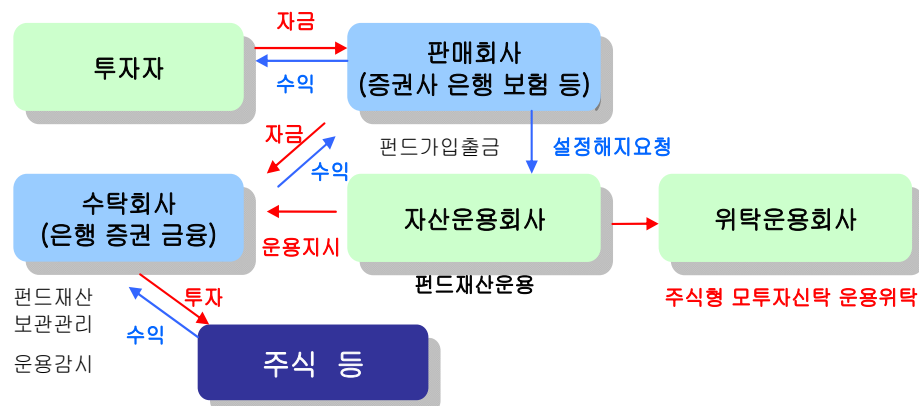 자금
투자자
판매회사
(증권사 은행 보험 등)
수익
자금
펀드가입출금
설정해지요청
수익
수탁회사
(은행 증권 금융)
자산운용회사
위탁운용회사
운용지시
펀드재산운용
펀드재산
보관관리
투자
주식형 모투자신탁 운용위탁
수익
운용감시
주식 등